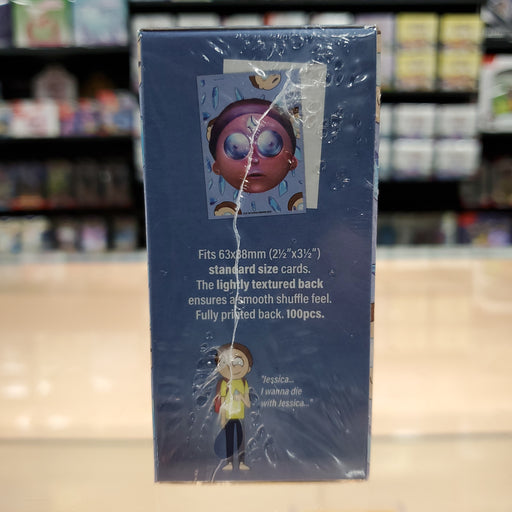 Fits 63x88mm (2½"x3½")
standard size cards.
The lightly textured back
ensures a smooth shuffle feel.
Fully printed back. 100pcs.
"Jessica...
I wanna die
with Jessica..."